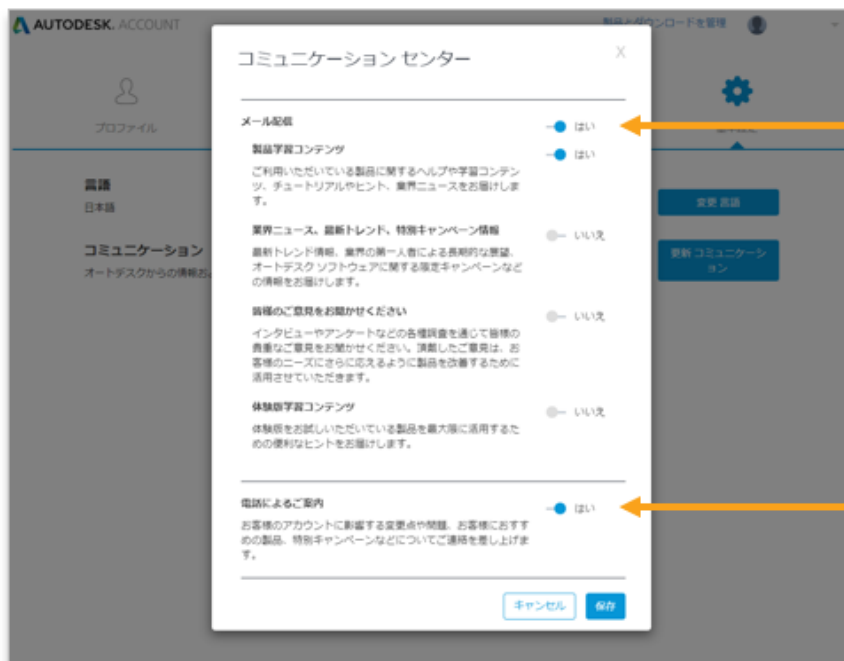 AUTODESK. ACCOUNT
製品とダウンロードを管理
コミュニケーション センター
X
プロファイル
メール配信
はい
製品学習コンテンツ
はい
ご利用いただいている製品に関するヘルプや学習コンテン
ツ、チュートリアルやヒント、業界ニュースをお届けしま
す。
言語
日本語
変更 言語
業界ニュース、最新トレンド、特別キャンペーン情報
いいえ
最新トレンド情報、業界の第一人者による長期的な展望、
オートデスク ソフトウェアに関する限定キャンペーンなど
の情報をお届けします。
コミュニケーション
オートデスクからの情報お
更新 コミュニケーシ
ョン
皆様のご意見をお聞かせください
いいえ
インタビューやアンケートなどの各種調査を通じて皆様の
貴重なご意見をお聞かせください。頂戴したご意見は、お
客様のニーズにさらに応えるように製品を改善するために
活用させていただきます。
体験版学習コンテンツ
いいえ
体験版をお試しいただいている製品を最大限に活用するた
めの便利なヒントをお届けします。
電話によるご案内
はい
お客様のアカウントに影響する変更点や問題、お客様におすす
めの製品、特別キャンペーンなどについてご連絡を差し上げま
す。
キャンセル
保存